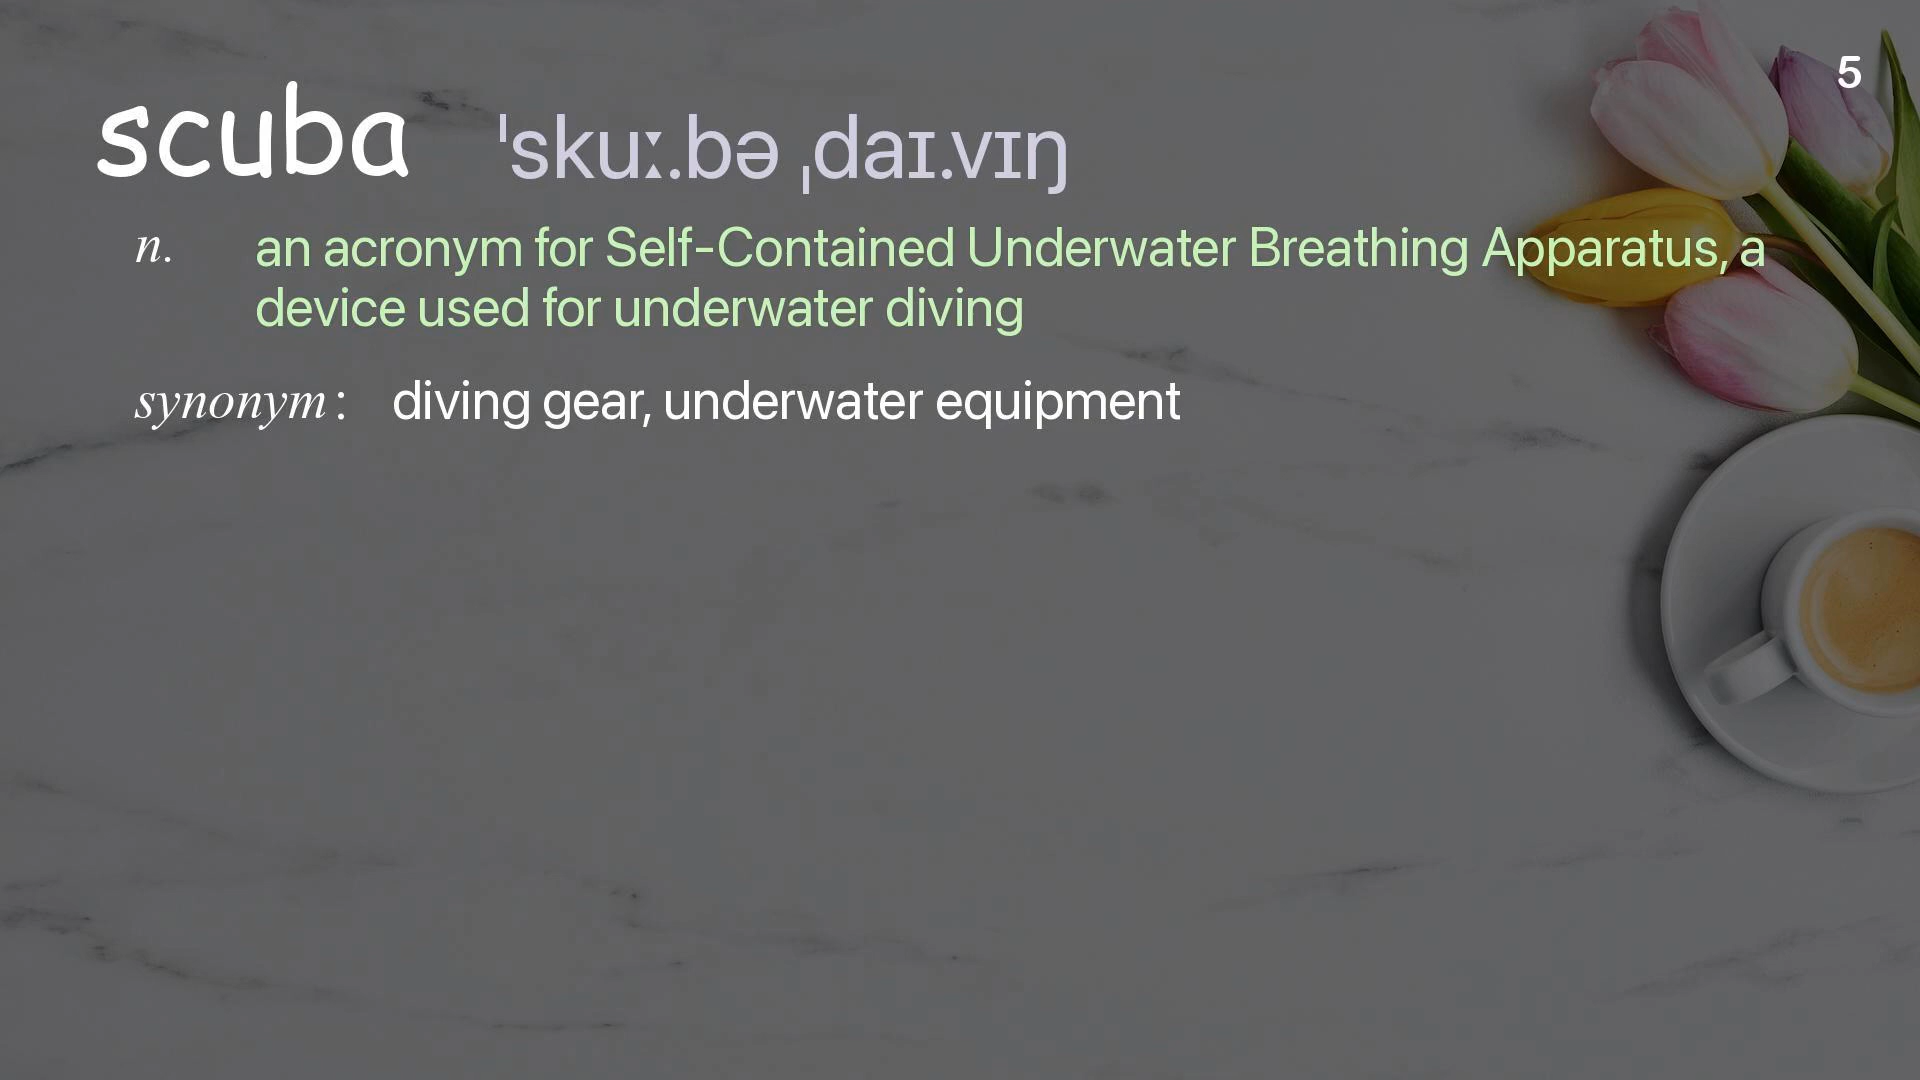 5
scuba ˈskuː.bə ˌdaɪ.vɪŋ
n. an acronym for Self-Contained Underwater Breathing Apparatus, a
device used for underwater diving
synonym : diving gear, underwater equipment